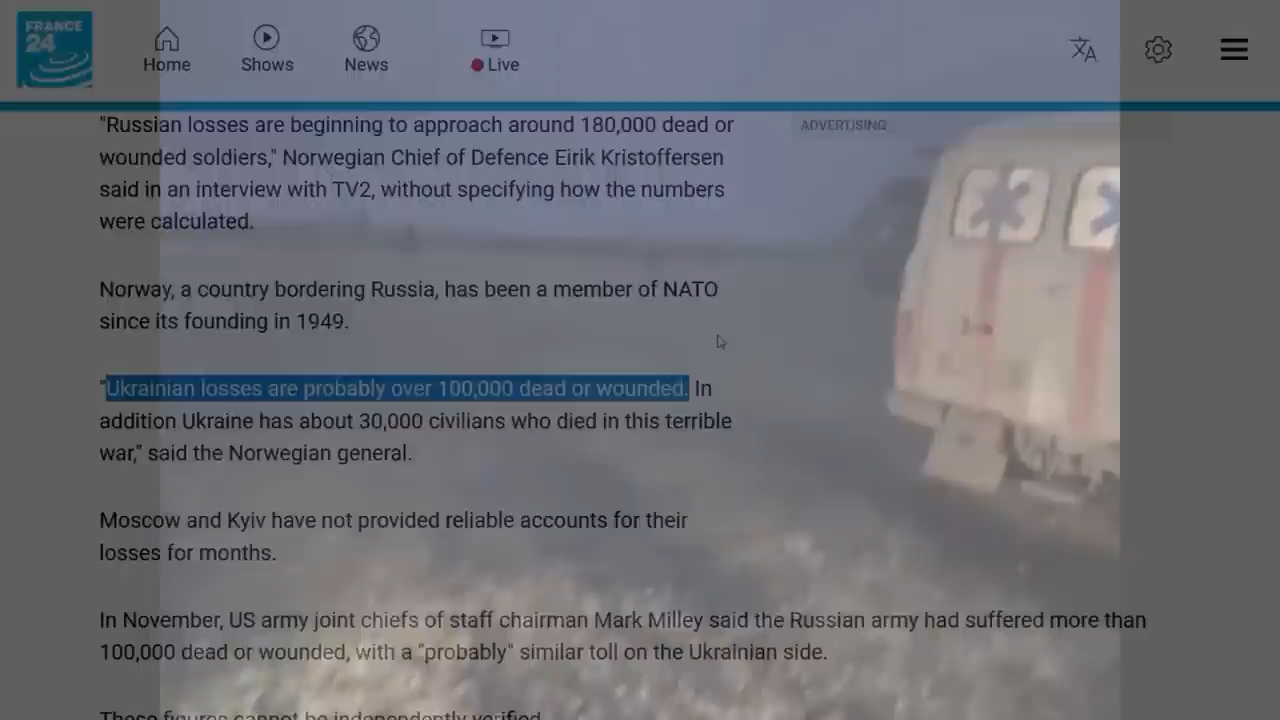 FRANCE
24
Home
Shows
News
Live
"Russian losses are beginning to approach around 180,000 dead or
ADVERTISING
wounded soldiers," Norwegian Chief of Defence Eirik Kristoffersen
said in an interview with TV2, without specifying how the numbers
were calculated.
Norway, a country bordering Russia, has been a member of NATO
since its founding in 1949.
"Ukrainian losses are probably over 100,000 dead or wounded. In
addition Ukraine has about 30,000 civilians who died in this terrible
war," said the Norwegian general.
Moscow and Kyiv have not provided reliable accounts for their
losses for months.
In November, US army joint chiefs of staff chairman Mark Milley said the Russian army had suffered more than
100,000 dead or wounded, with a "probably" similar toll on the Ukrainian side.
These figures cannot be independently verified.